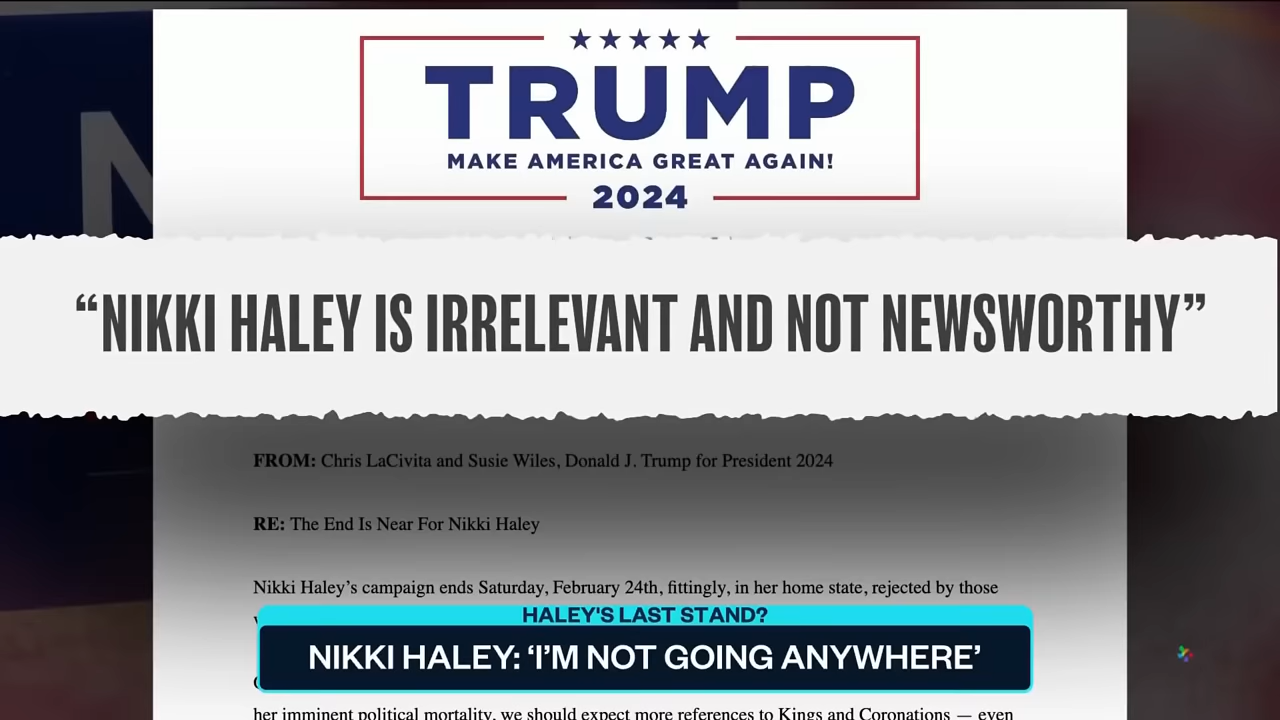 TRUMP
MAKE AMERICA GREAT AGAIN!
2024
“NIKKI HALEY IS IRRELEVANT AND NOT NEWSWORTHY”
FROM: Chris LaCivita and Susie Wiles, Donald J. Trump for President 2024
RE: The End Is Near For Nikki Haley
Nikki Haley’s campaign ends Saturday, February 24th, fittingly, in her home state, rejected by those
HALEY'S LAST STAND?
NIKKI HALEY: ‘I’M NOT GOING ANYWHERE’
her imminent political mortality, we should expect more references to Kings and Coronations — even